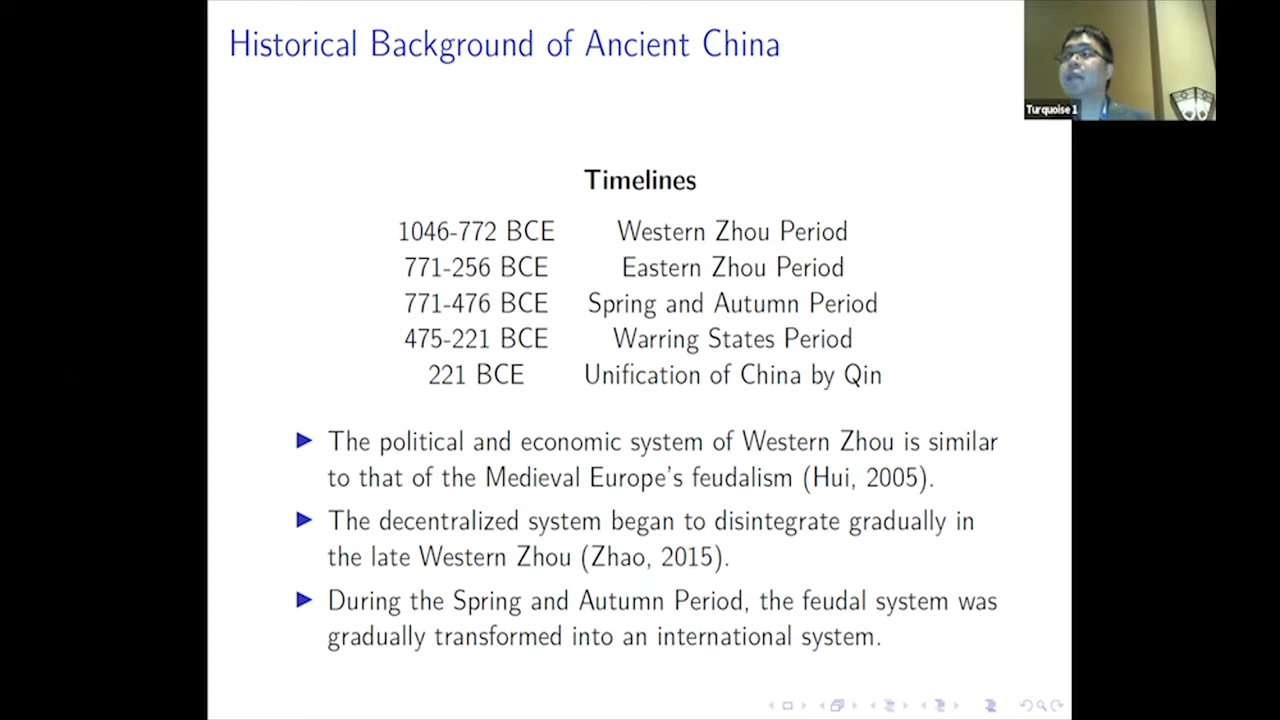 Historical Background of Ancient China
Turquoise 1
Timelines
1046-772 BCE Western Zhou Period
771-256 BCE Eastern Zhou Period
771-476 BCE Spring and Autumn Period
475-221 BCE Warring States Period
221 BCE Unification of China by Qin
The political and economic system of Western Zhou is similar
to that of the Medieval Europe's feudalism (Hui, 2005).
The decentralized system began to disintegrate gradually in
the late Western Zhou (Zhao, 2015).
During the Spring and Autumn Period, the feudal system was
gradually transformed into an international system.